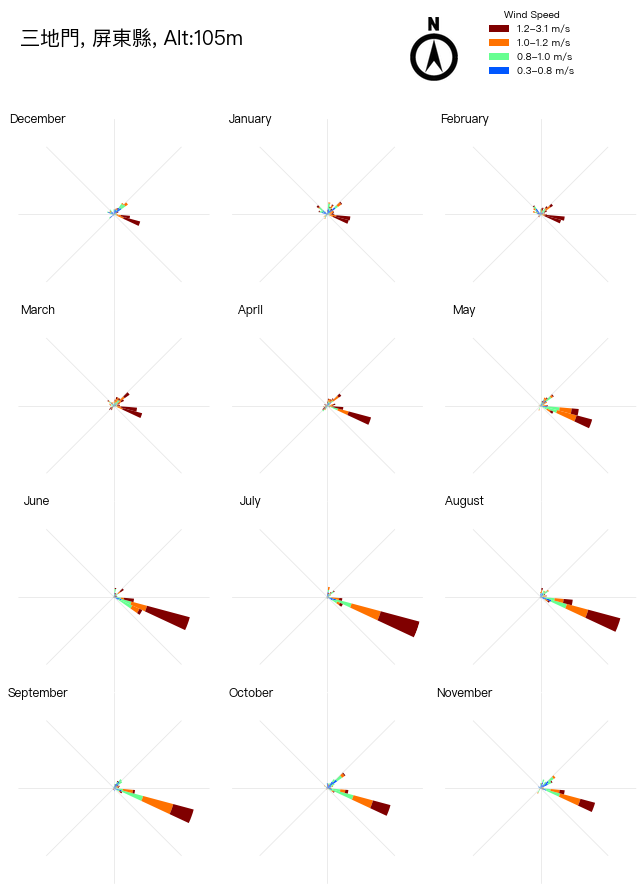 三地門, 屏東縣, Alt:105m
N
Wind Speed
1.2–3.1 m/s
1.0–1.2 m/s
0.8–1.0 m/s
0.3–0.8 m/s
December
January
February
March
April
May
June
July
August
September
October
November